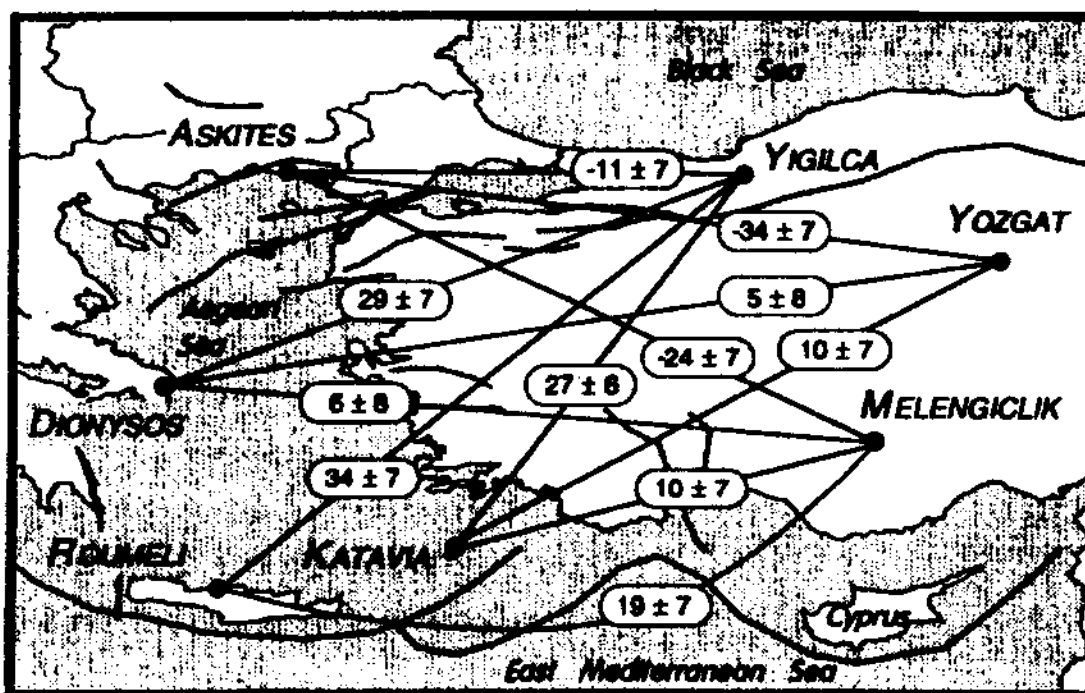 Black Sea
ASKITES
-11 ± 7
YIGILCA
-34 ± 7
YOZGAT
29 ± 7
5 ± 8
Aegean
Sea
-24 ± 7
10 ± 7
27 ± 6
6 ± 8
MELENGICLIK
DIONYSOS
34 ± 7
10 ± 7
ROUMELI
KATAVIA
19 ± 7
Cyprus
East Mediterranean Sea